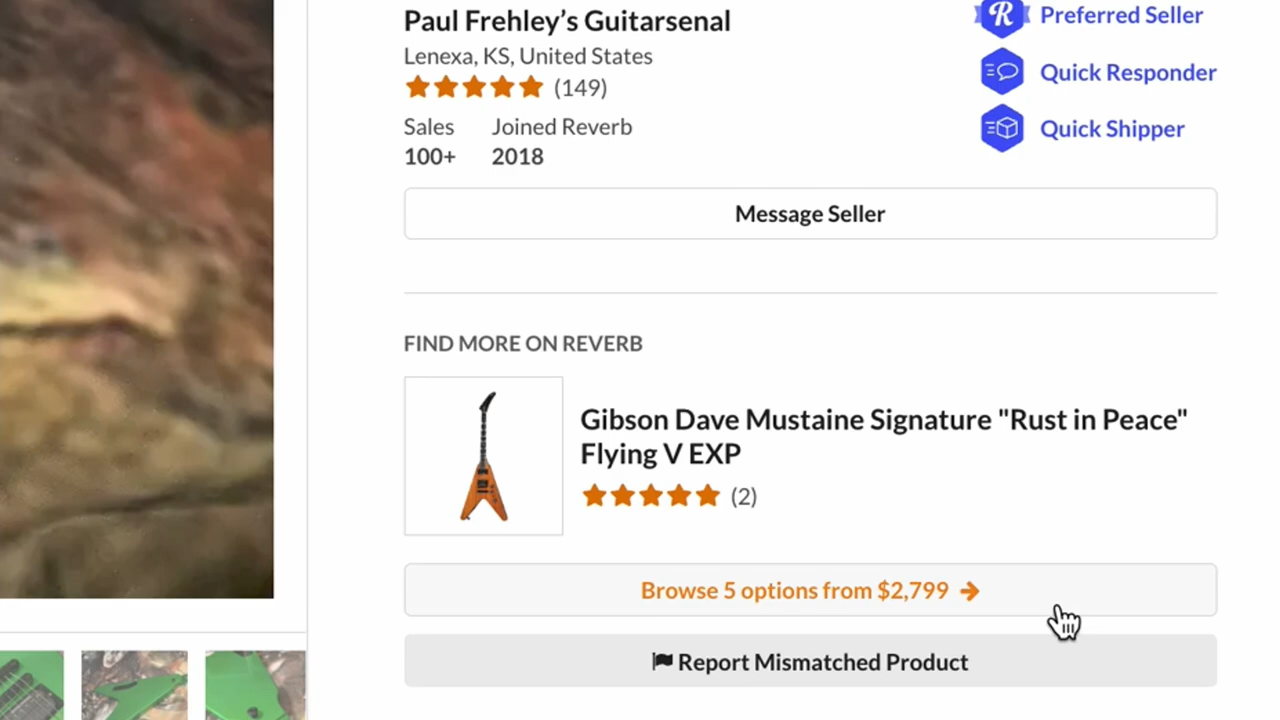 Paul Frehley’s Guitarsenal
Lenexa, KS, United States
(149)
Sales Joined Reverb
100+ 2018
Preferred Seller
Quick Responder
Quick Shipper
Message Seller
FIND MORE ON REVERB
Gibson Dave Mustaine Signature "Rust in Peace"
Flying V EXP
(2)
Browse 5 options from $2,799
Report Mismatched Product